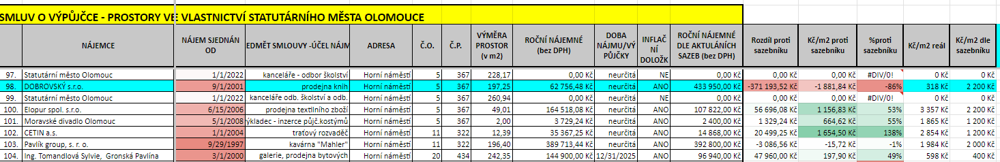 SMLUV O VÝPŮJČCE - PROSTORY VE VLASTNICTVÍ STATUTÁRNÍHO MĚSTA OLOMOUCE
NÁJEMCE NÁJEM SJEDNÁN OD EDMĚT SMLOUVY -ÚČEL NÁJM ADRESA Č.O. Č.P. VÝMĚRA PROSTOR (v m2) ROČNÍ NÁJEMNÉ (bez DPH) DOBA NÁJMU/VÝ PŮJČKY INFLAČ NÍ DOLOŽK ROČNÍ NÁJEMNÉ DLE AKTUÁLNÍCH SAZEB (bez DPH) Rozdíl proti sazebníku Kč/m2 proti sazebníku %proti sazebníku Kč/m2 reál Kč/m2 dle sazebníku
97. Statutární město Olomouc 1/1/2022 kanceláře - odbor školství Horní náměstí 5 367 228,17 0,00 Kč neurčitá NE 0,00 Kč 0,00 Kč 0,00 Kč #DIV/0! 0 Kč 0 Kč
98. DOBROVSKÝ s.r.o. 9/1/2001 prodejna knih Horní náměstí 5 367 197,25 62 756,48 Kč neurčitá ANO 433 950,00 Kč -371 193,52 Kč -1 881,84 Kč -86% 318 Kč 2 200 Kč
99. Statutární město Olomouc 1/1/2022 kanceláře odb. školství a odb. Horní náměstí 5 367 260,94 0,00 Kč neurčitá NE 0,00 Kč 0,00 Kč 0,00 Kč #DIV/0! 0 Kč 0 Kč
100. Elopur spol. s.r.o. 6/15/2006 prodejna textilního zboží Horní náměstí 5 367 49,01 164 518,08 Kč neurčitá ANO 107 822,00 Kč 56 696,08 Kč 1 156,83 Kč 53% 3 357 Kč 2 200 Kč
101. Moravské divadlo Olomouc 5/1/2008 ýkladec - inzerce půjč.kostýmů Horní náměstí 5 367 2,00 3 729,24 Kč neurčitá ANO 2 400,00 Kč 1 329,24 Kč 664,62 Kč 55% 1 865 Kč 1 200 Kč
102. CETIN a.s. 1/1/2004 traťový rozvaděč Horní náměstí 11 322 12,39 35 367,25 Kč neurčitá ANO 14 868,00 Kč 20 499,25 Kč 1 654,50 Kč 138% 2 854 Kč 1 200 Kč
103. Pavlík group, s. r. o. 9/29/1997 kavárna "Mahler" Horní náměstí 11 322 196,40 389 713,44 Kč neurčitá ANO 392 800,00 Kč -3 086,56 Kč -15,72 Kč -1% 1 984 Kč 2 000 Kč
104. Ing. Tomandlová Sylvie, Gronská Pavlína 3/1/2000 galerie, prodejna bytových Horní náměstí 20 434 242,35 144 900,00 Kč 12/31/2025 ANO 96 940,00 Kč 47 960,00 Kč 197,90 Kč 49% 598 Kč 400 Kč